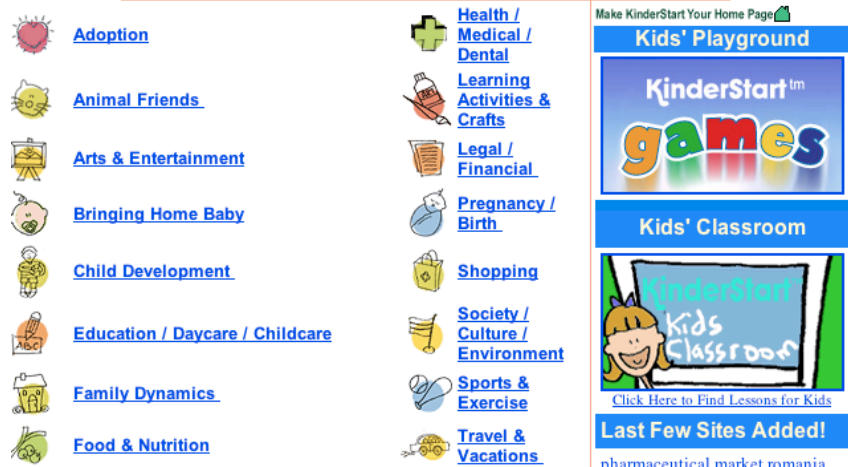 Adoption
Animal Friends
Arts & Entertainment
Bringing Home Baby
Child Development
ABC
Education / Daycare / Childcare
Family Dynamics
Food & Nutrition
Health /
Medical /
Dental
Learning
Activities &
Crafts
Legal /
Financial
Pregnancy /
Birth
Shopping
Society /
Culture /
Environment
Sports &
Exercise
Travel &
Vacations
Make KinderStart Your Home Page
Kids' Playground
KinderStart tm
games
Kids' Classroom
KinderStart
Kids
Classroom
Click Here to Find Lessons for Kids
Last Few Sites Added!
pharmaceutical market romania